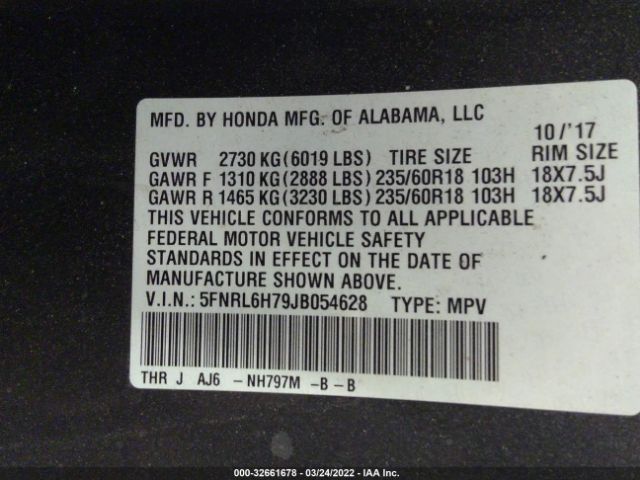 MFD. BY HONDA MFG. OF ALABAMA, LLC
10/'17
GVWR 2730 KG(6019 LBS) TIRE SIZE RIM SIZE
GAWR F 1310 KG(2888 LBS) 235/60R18 103H 18X7.5J
GAWR R 1465 KG(3230 LBS) 235/60R18 103H 18X7.5J
THIS VEHICLE CONFORMS TO ALL APPLICABLE
FEDERAL MOTOR VEHICLE SAFETY
STANDARDS IN EFFECT ON THE DATE OF
MANUFACTURE SHOWN ABOVE.
V.I.N.: 5FNRL6H79JB054628 TYPE: MPV
THR J AJ6 - NH797M - B - B
000-32661678 - 03/24/2022 - IAA Inc.